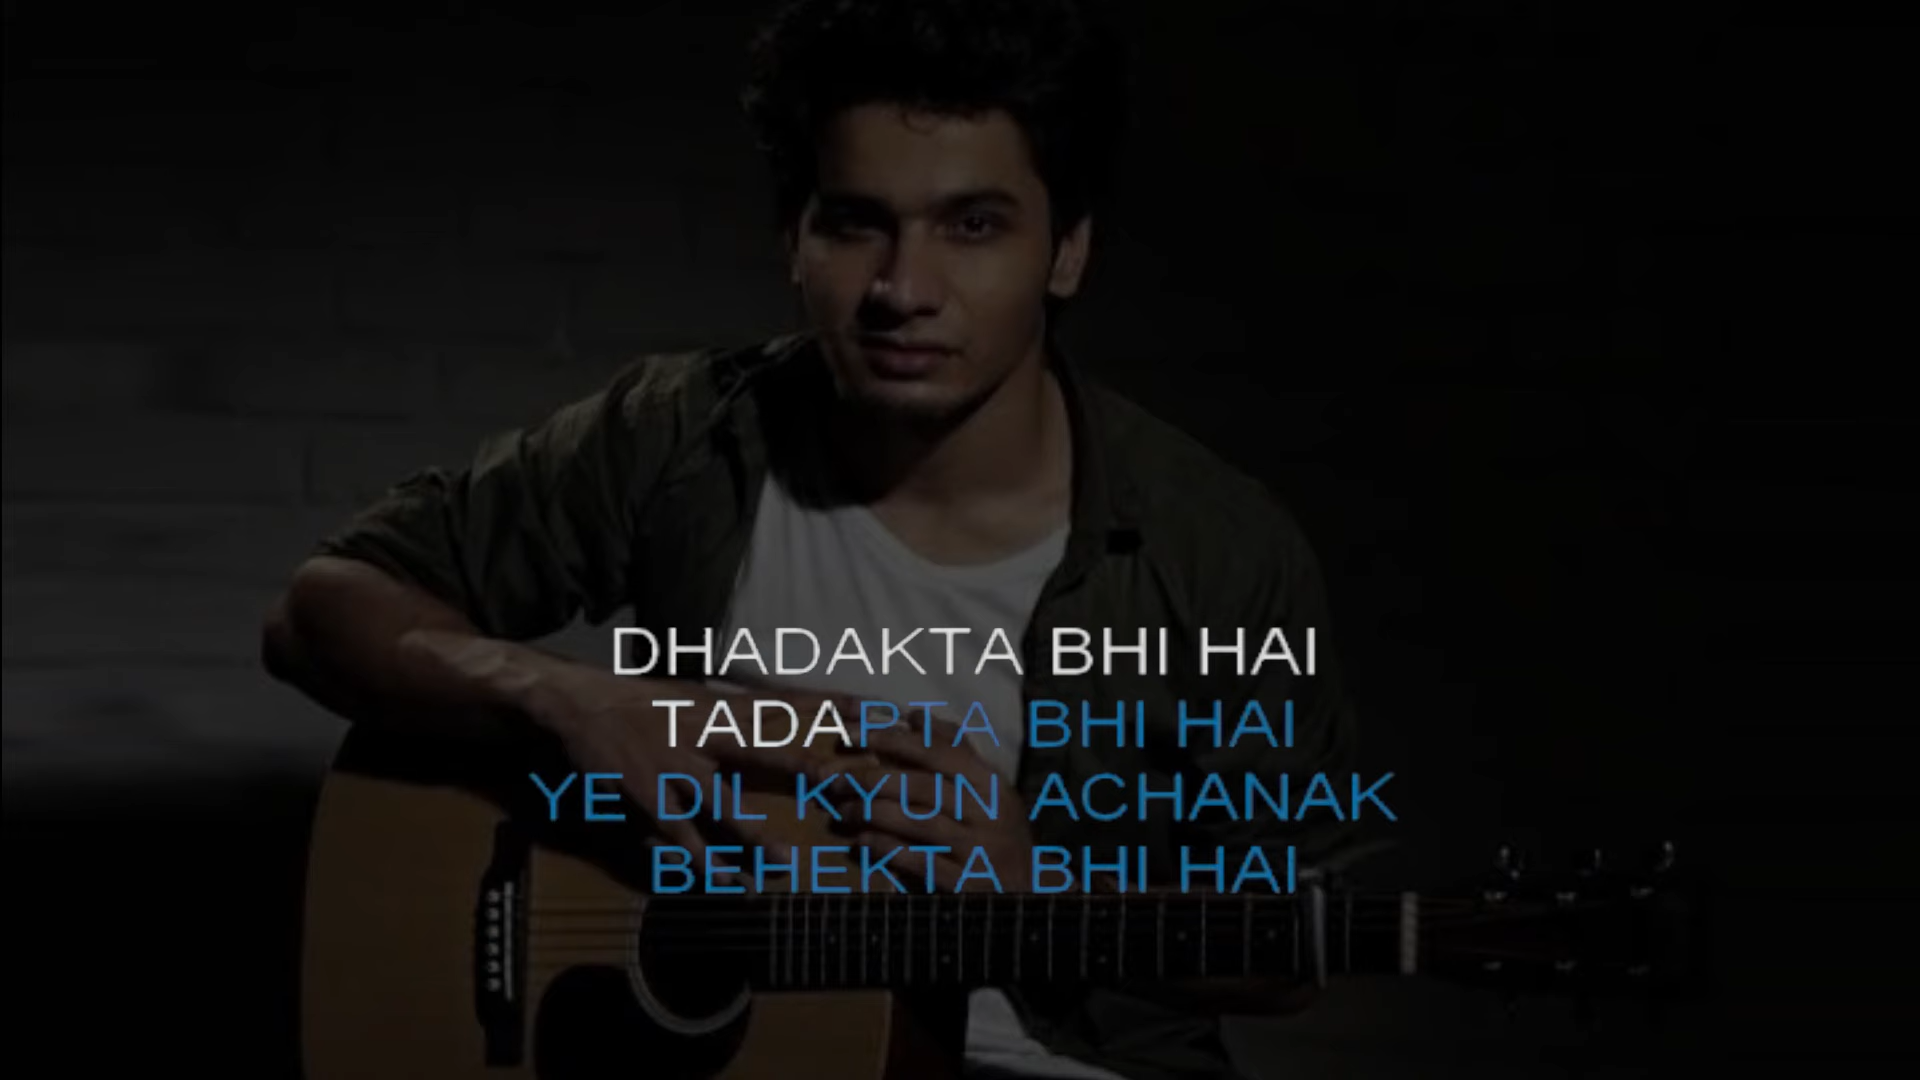 DHADAKTA BHI HAI
TADAPTA BHI HAI
YE DIL KYUN ACHANAK
BEHEKTA BHI HAI